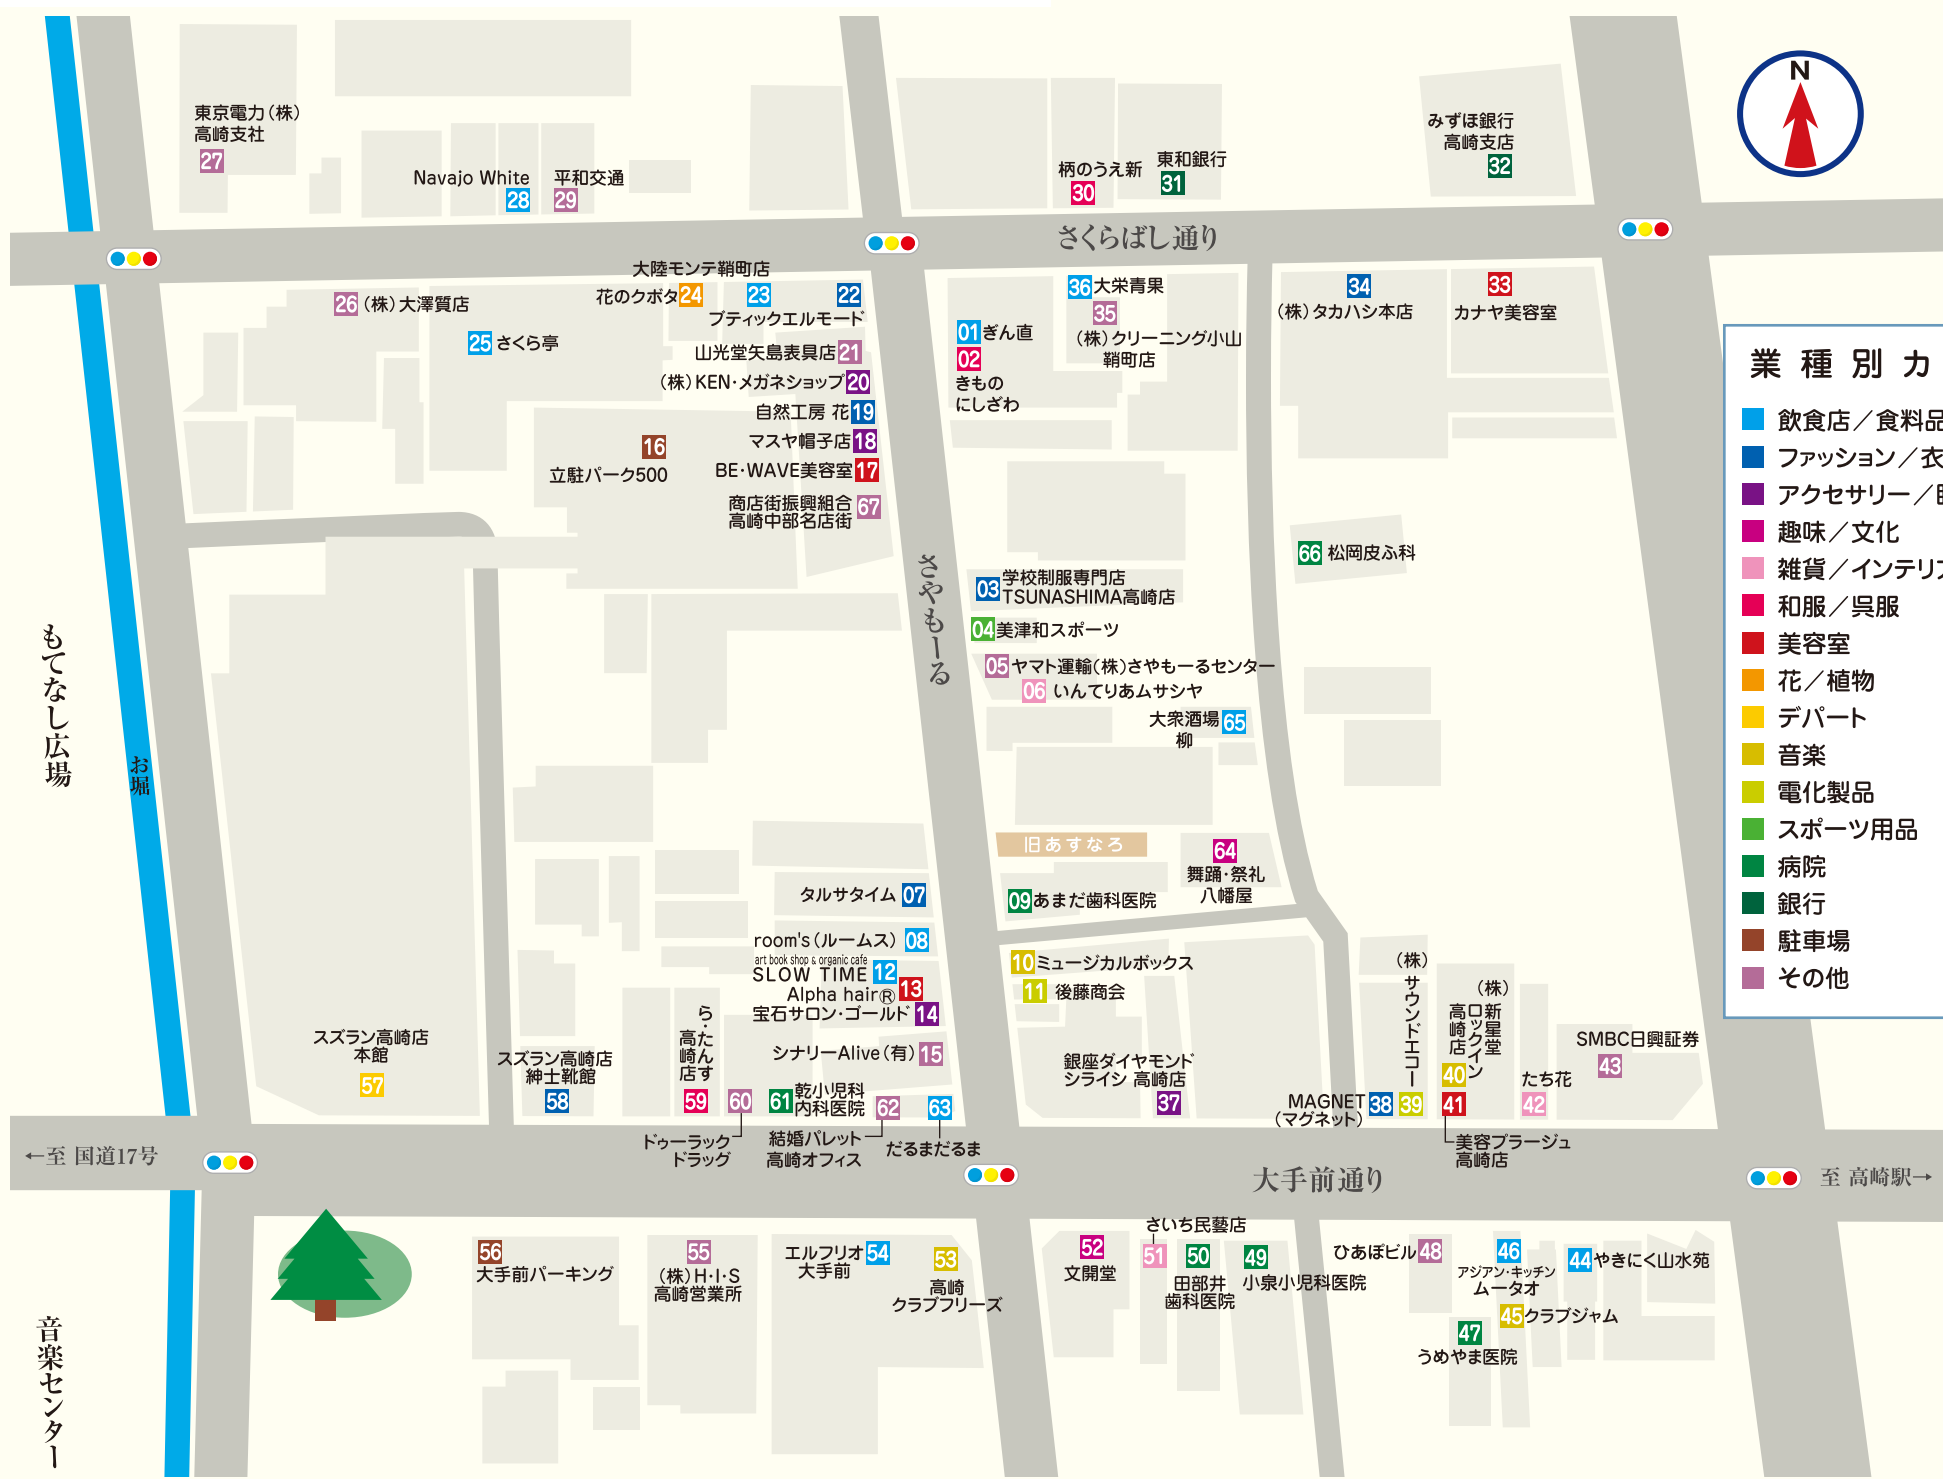 N
東京電力（株）
高崎支社
27
Navajo White
28
平和交通
29
柄のうえ新
30
東和銀行
31
みずほ銀行
高崎支店
32
さくらばし通り
大陸モンテ鞘町店
花のクボタ 24
23
22
ブティックエルモード
26（株）大澤質店
25 さくら亭
山光堂矢島表具店 21
（株）KEN・メガネショップ 20
自然工房 花 19
マスヤ帽子店 18
BE・WAVE美容室 17
16
立駐パーク500
商店街振興組合
高崎中部名店街
67
36 大栄青果
35
（株）クリーニング小山
鞘町店
01 ぎん直
02
きもの
にしざわ
34
（株）タカハシ本店
33
カナヤ美容室
66 松岡皮ふ科
さやもーる
03 学校制服専門店
TSUNASHIMA高崎店
04 美津和スポーツ
05 ヤマト運輸（株）さやもーるセンター
06 いんてりあムサシヤ
大衆酒場
柳
65
旧あすなろ
64
舞踊・祭礼
八幡屋
09 あまだ歯科医院
もてなし広場
お堀
タルサタイム 07
room's（ルームス） 08
art book shop & organic cafe
SLOW TIME 12
Alpha hair® 13
宝石サロン・ゴールド 14
シナリーAlive（有） 15
10 ミュージカルボックス
11 後藤商会
銀座ダイヤモンド
シライシ 高崎店
37
スズラン高崎店
本館
57
スズラン高崎店
紳士靴館
58
ら・たんす
高崎店
59
60
ドゥーラック
ドラッグ
61 乾小児科
内科医院
62
結婚パレット
高崎オフィス
63
だるまだるま
MAGNET
（マグネット）
38
（株）
サウンドエコー
39
（株）
新星堂
ロックイン
高崎店
40
41
美容プラージュ
高崎店
たち花
42
SMBC日興証券
43
←至 国道17号
大手前通り
至 高崎駅→
56
大手前パーキング
55
（株）H・I・S
高崎営業所
エルフリオ
大手前
54
53
高崎
クラブフリーズ
52
文開堂
さいち民藝店
51
50
田部井
歯科医院
49
小泉小児科医院
ひあぽビル 48
46
アジアン・キッチン
ムータオ
44 やきにく山水苑
45 クラブジャム
47
うめやま医院
音楽センター
業種別カ
飲食店／食料品
ファッション／衣
アクセサリー／
趣味／文化
雑貨／インテリア
和服／呉服
美容室
花／植物
デパート
音楽
電化製品
スポーツ用品
病院
銀行
駐車場
その他